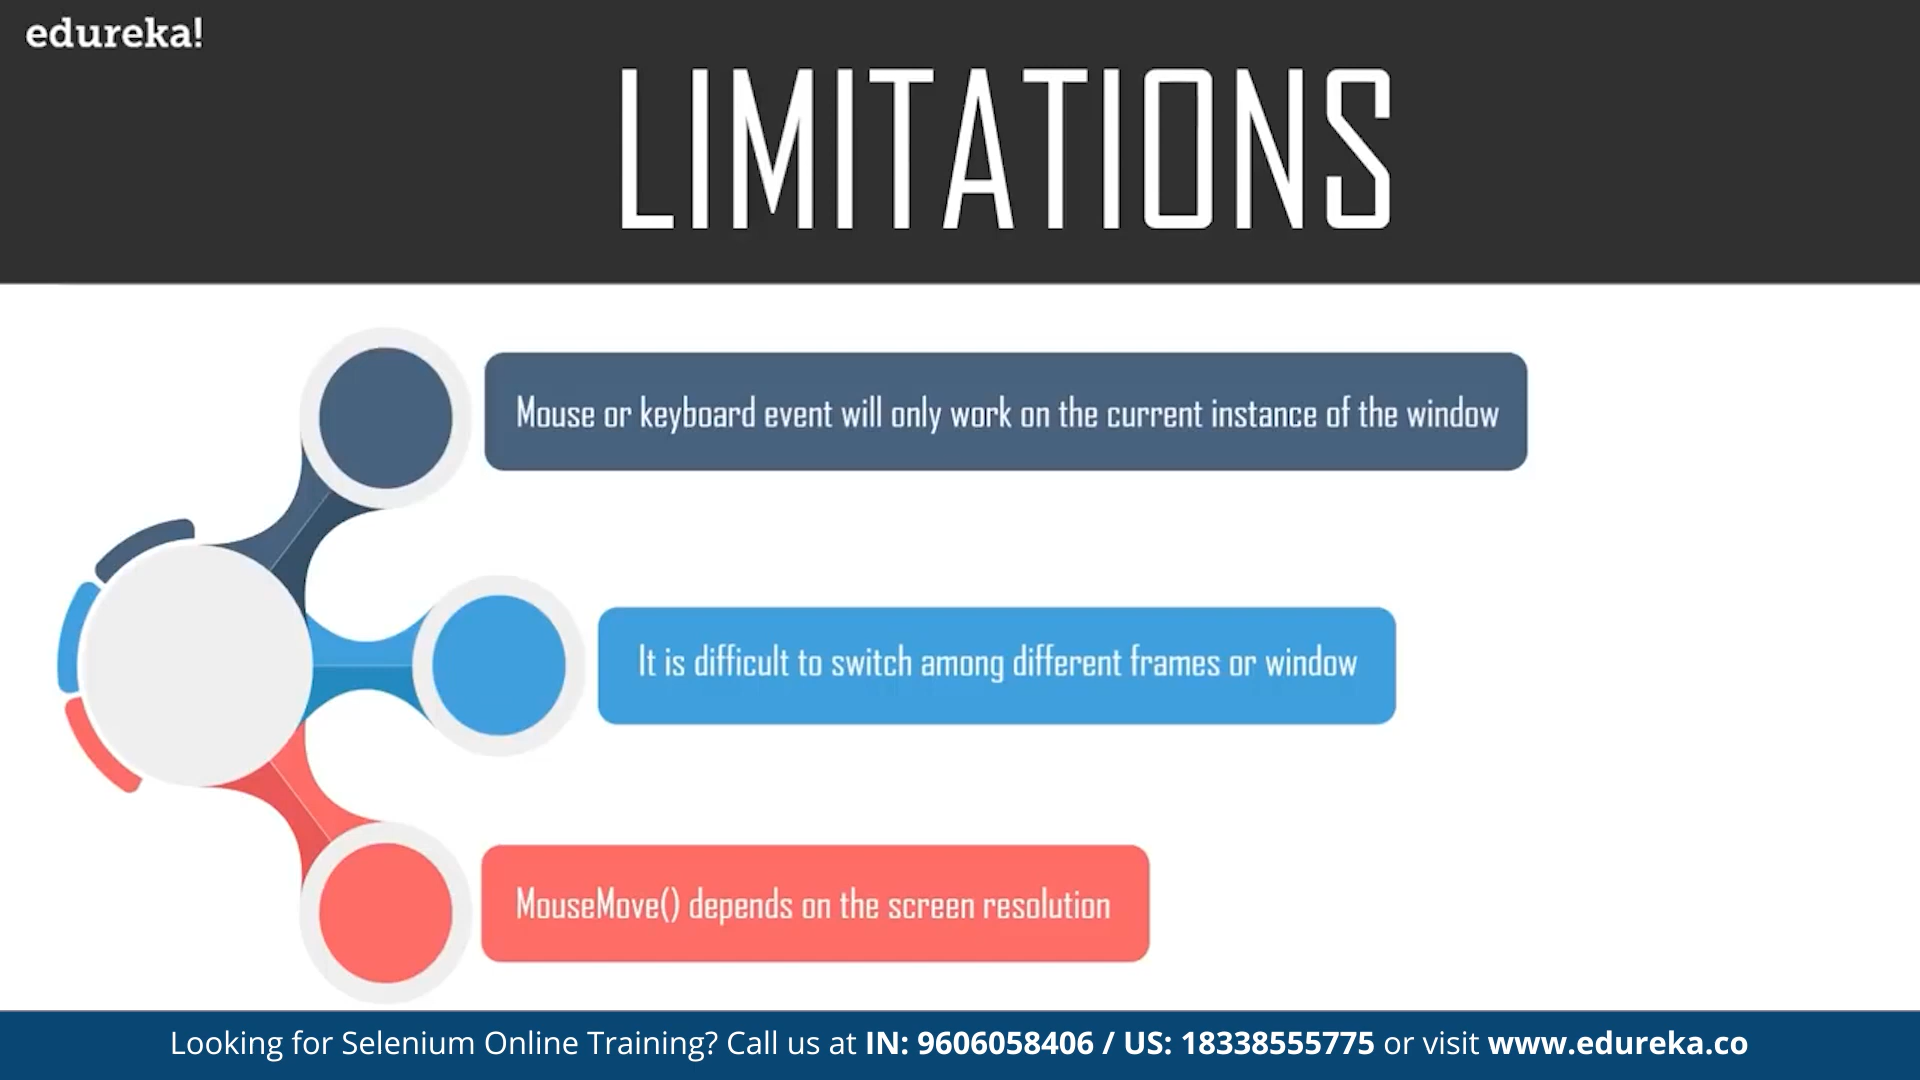 edureka!
LIMITATIONS
Mouse or keyboard event will only work on the current instance of the window
It is difficult to switch among different frames or window
MouseMove() depends on the screen resolution
Looking for Selenium Online Training? Call us at IN: 9606058406 / US: 18338555775 or visit www.edureka.co